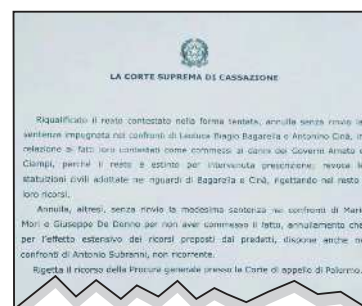 LA CORTE SUPREMA DI CASSAZIONE
Riqualificato il reato contestato nella forma tentata, annulla senza rinvio la
sentenza impugnata nei confronti di Leoluca Biagio Bagarella e Antonino Cinà, in
relazione ai fatti loro contestati come commessi ai danni dei Governi Amato e
Ciampi, perché il reato è estinto per intervenuta prescrizione; revoca le
statuizioni civili adottate nei riguardi di Bagarella e Cinà, rigettando nel resto i
loro ricorsi.
Annulla, altresì, senza rinvio la medesima sentenza nei confronti di Mario
Mori e Giuseppe De Donno per non aver commesso il fatto, annullamento che,
per l'effetto estensivo dei ricorsi proposti dai predetti, dispone anche nei
confronti di Antonio Subranni, non ricorrente.
Rigetta il ricorso della Procura generale presso la Corte di appello di Palermo.